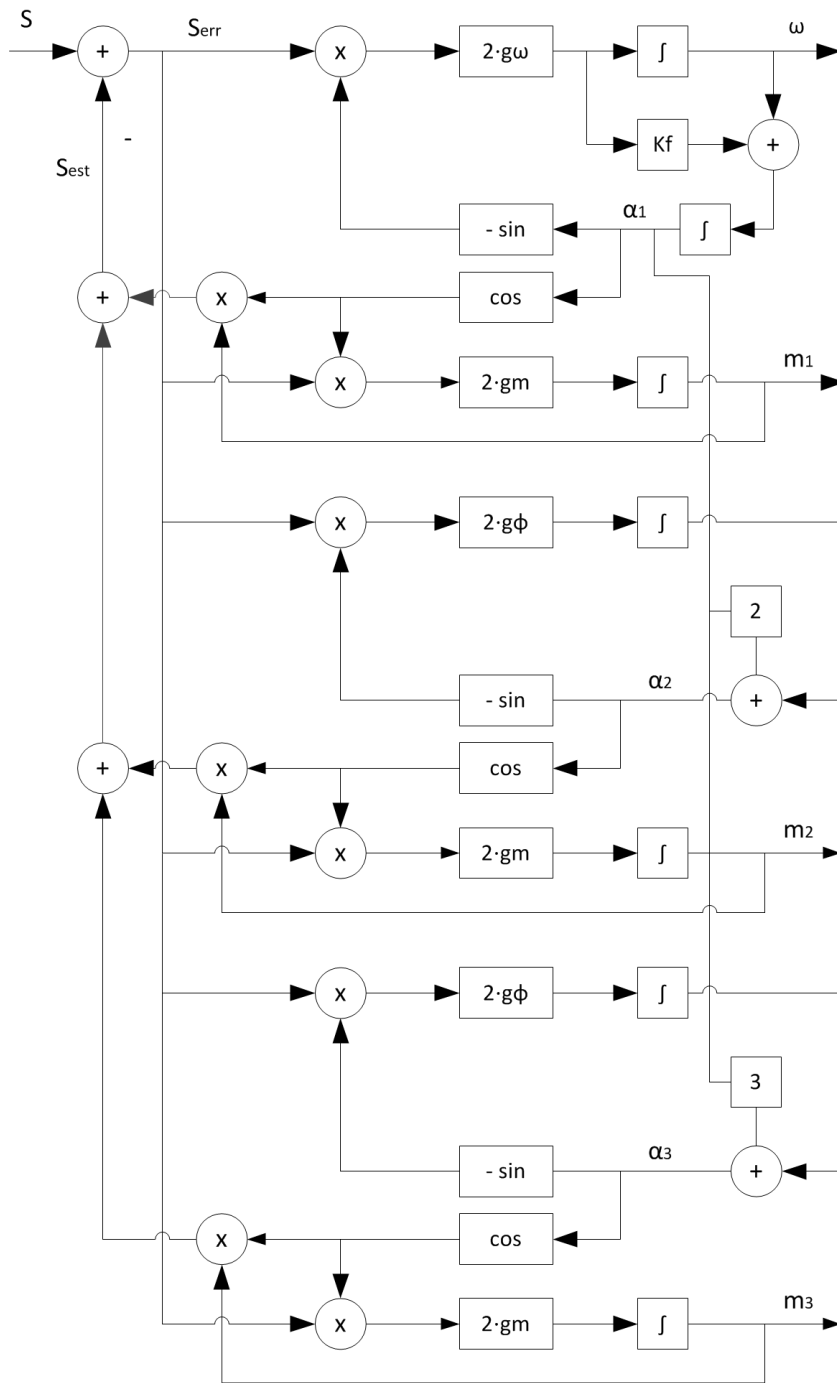 S
Serr
ω
+
x
2·gω
∫
-
Sest
Kf
+
- sin
α1
∫
+
x
cos
x
2·gm
∫
m1
x
2·gϕ
∫
2
- sin
α2
+
+
x
cos
x
2·gm
∫
m2
x
2·gϕ
∫
3
- sin
α3
+
x
cos
x
2·gm
∫
m3